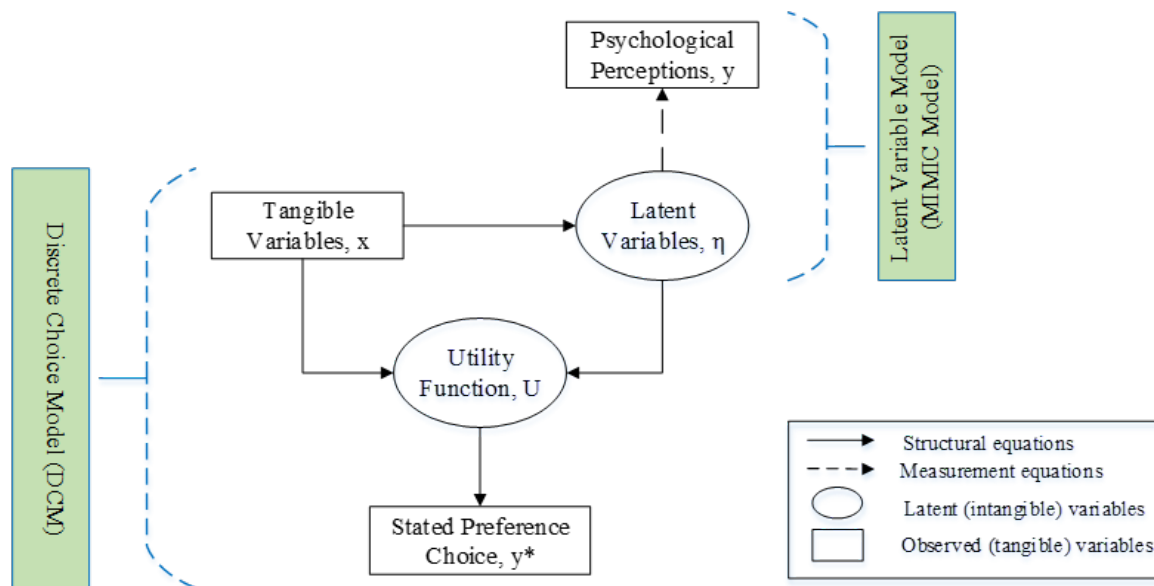 Psychological
Perceptions, y
Latent Variable Model
(MIMIC Model)
Discrete Choice Model (DCM)
Tangible
Variables, x
Latent
Variables, η
Utility
Function, U
Stated Preference
Choice, y*
Structural equations
Measurement equations
Latent (intangible) variables
Observed (tangible) variables